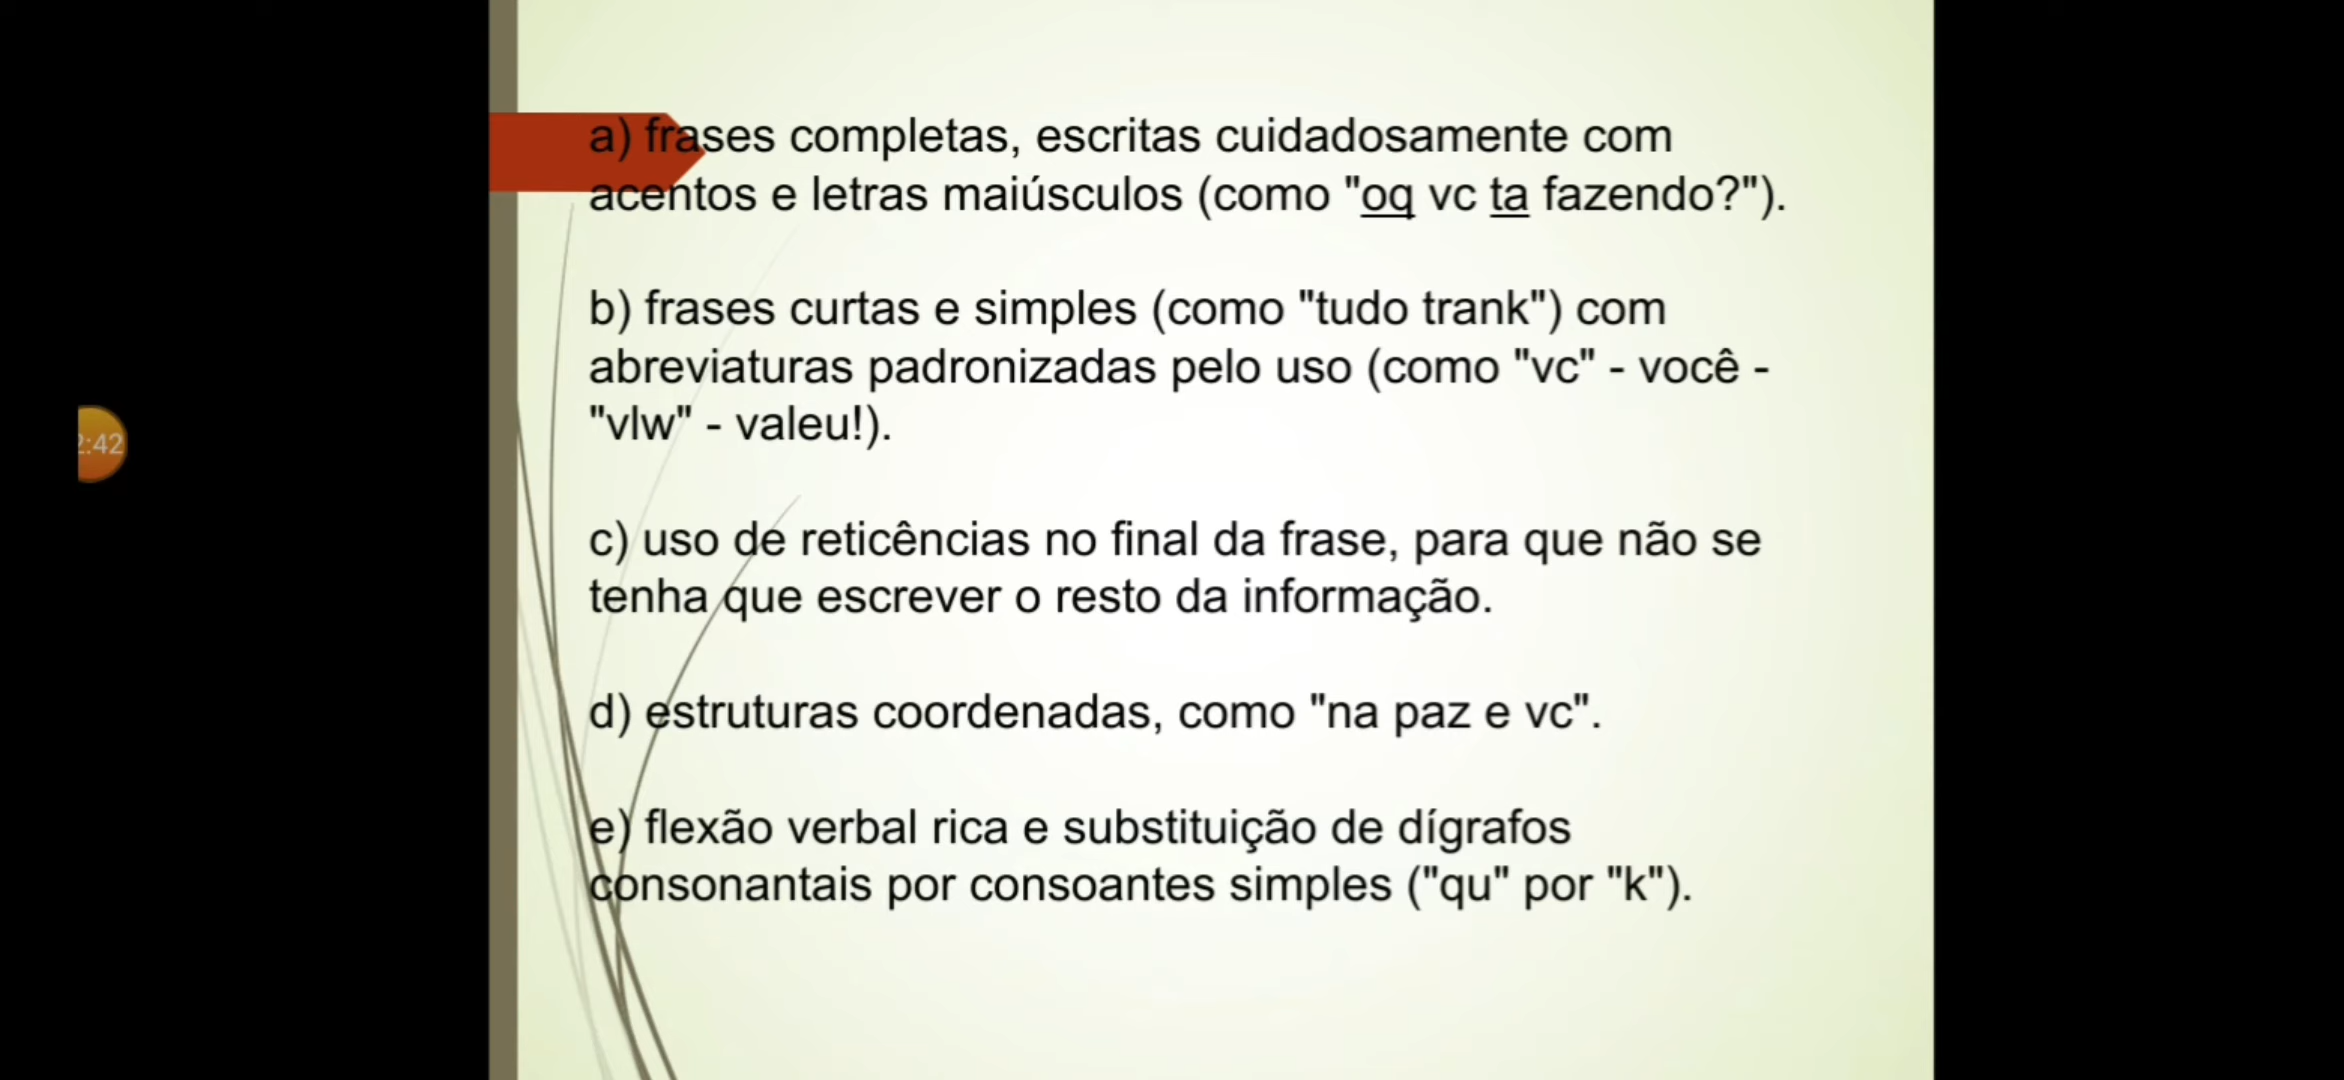 a) frases completas, escritas cuidadosamente com
acentos e letras maiúsculos (como "oq vc ta fazendo?").
b) frases curtas e simples (como "tudo trank") com
abreviaturas padronizadas pelo uso (como "vc" - você -
"vlw" - valeu!).
:42
c) uso de reticências no final da frase, para que não se
tenha que escrever o resto da informação.
d) estruturas coordenadas, como "na paz e vc".
e) flexão verbal rica e substituição de dígrafos
consonantais por consoantes simples ("qu" por "k").